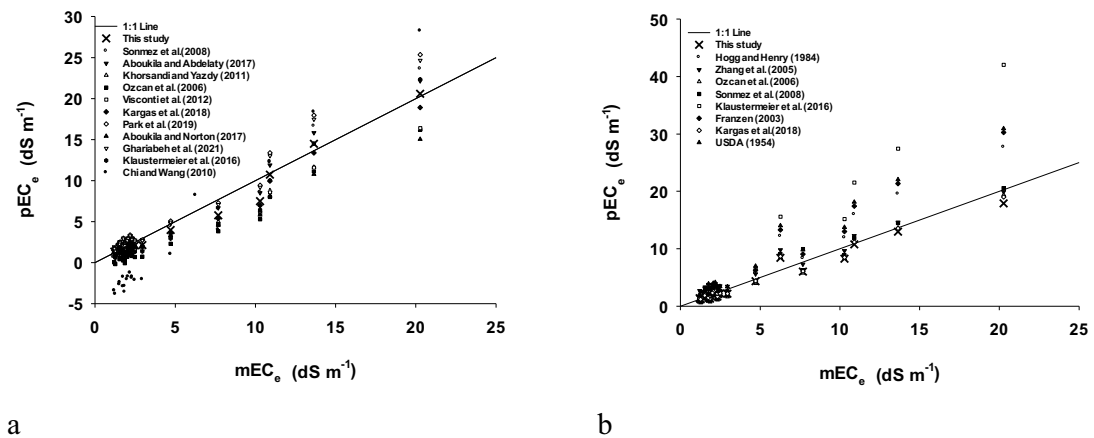 30
25
20
15
10
5
0
-5
0 5 10 15 20 25
pECe (dS m-1)
mECe (dS m-1)
1:1 Line
This study
Sonmez et al.(2008)
Aboukila and Abdelaty (2017)
Khorsandi and Yazdy (2011)
Ozcan et al. (2006)
Visconti et al. (2012)
Kargas et al. (2018)
Park et al. (2019)
Aboukila and Norton (2017)
Ghariabeh et al. (2021)
Klaustermeier et al. (2016)
Chi and Wang (2010)
a
50
40
30
20
10
0
0 5 10 15 20 25
pECe (dS m-1)
mECe (dS m-1)
1:1 Line
This study
Hogg and Henry (1984)
Zhang et al. (2005)
Ozcan et al. (2006)
Sonmez et al. (2008)
Klaustermeier et al. (2016)
Franzen (2003)
Kargas et al.(2018)
USDA (1954)
b